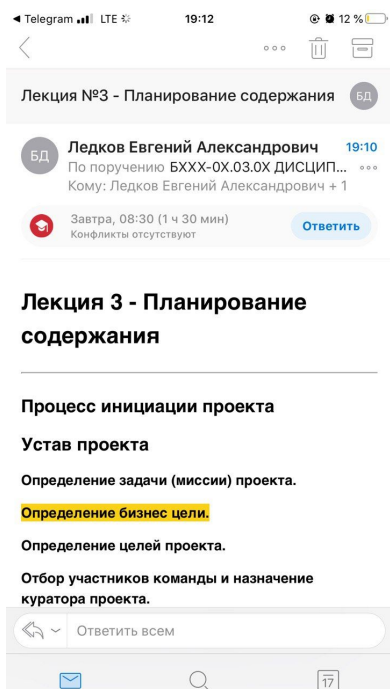 Telegram LTE 19:12 12 %
Лекция №3 - Планирование содержания БД
БД Ледков Евгений Александрович 19:10
По поручению БХХХ-0Х.03.0Х ДИСЦИП...
Кому: Ледков Евгений Александрович + 1
Завтра, 08:30 (1 ч 30 мин)
Конфликты отсутствуют
Ответить
Лекция 3 - Планирование
содержания
Процесс инициации проекта
Устав проекта
Определение задачи (миссии) проекта.
Определение бизнес цели.
Определение целей проекта.
Отбор участников команды и назначение
куратора проекта.
Ответить всем
17